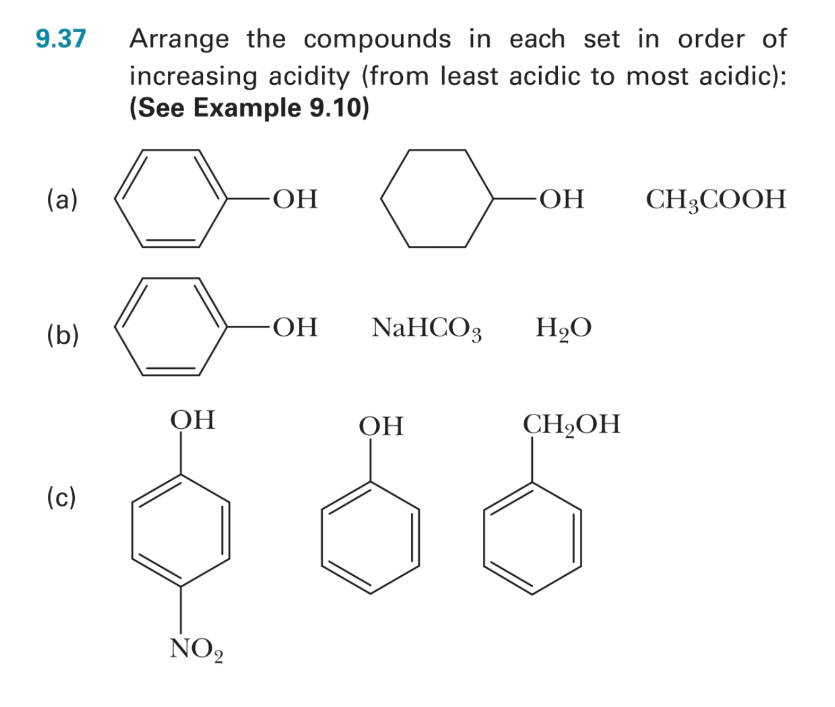 9.37 Arrange the compounds in each set in order of
increasing acidity (from least acidic to most acidic):
(See Example 9.10)
(a) OH OH CH₃COOH
(b) OH NaHCO₃ H₂O
OH OH CH₂OH
(c)
NO₂